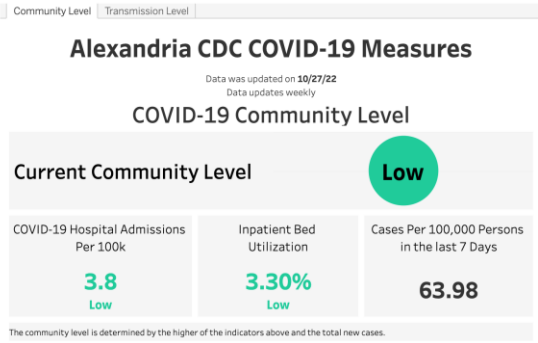 Community Level Transmission Level
Alexandria CDC COVID-19 Measures
Data was updated on 10/27/22
Data updates weekly
COVID-19 Community Level
Current Community Level Low
COVID-19 Hospital Admissions
Per 100k
3.8
Low
Inpatient Bed
Utilization
3.30%
Low
Cases Per 100,000 Persons
in the last 7 Days
63.98
The community level is determined by the higher of the indicators above and the total new cases.